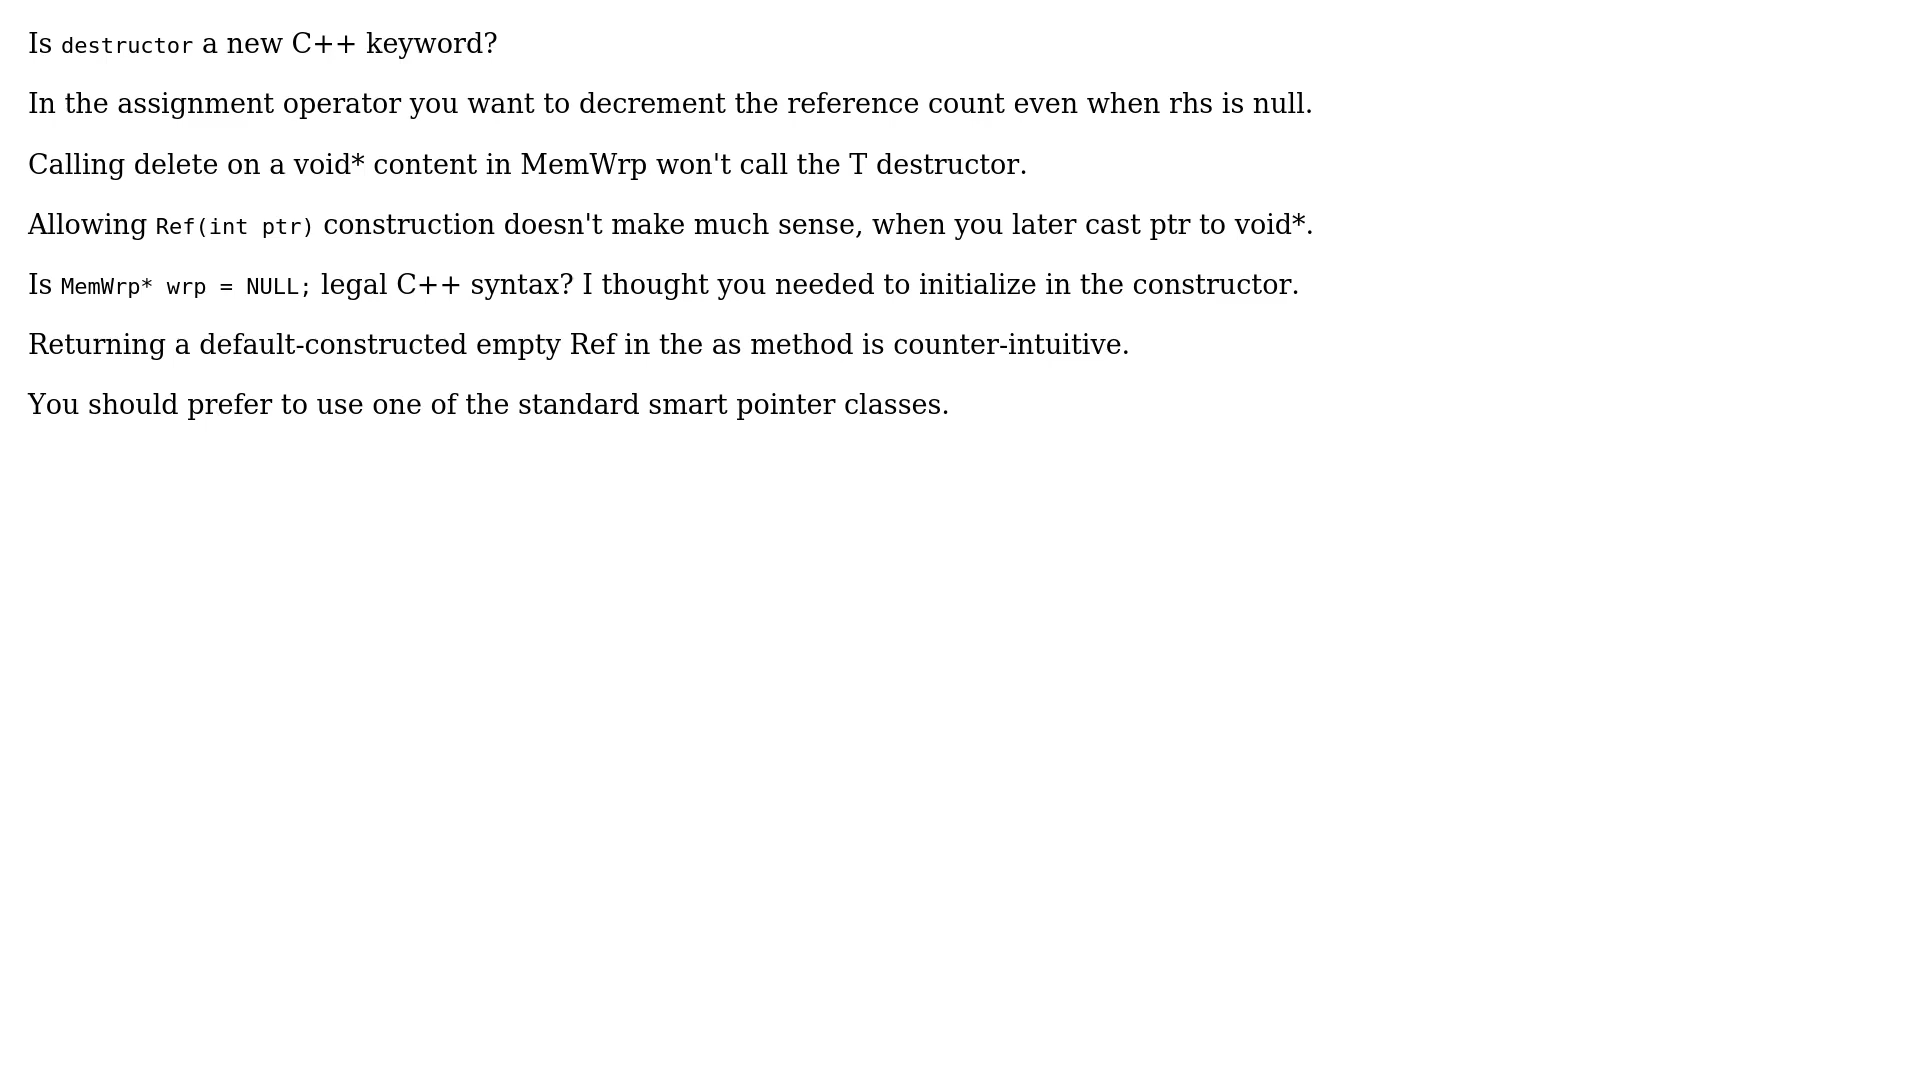 Is destructor a new C++ keyword?
In the assignment operator you want to decrement the reference count even when rhs is null.
Calling delete on a void* content in MemWrp won't call the T destructor.
Allowing Ref(int ptr) construction doesn't make much sense, when you later cast ptr to void*.
Is MemWrp* wrp = NULL; legal C++ syntax? I thought you needed to initialize in the constructor.
Returning a default-constructed empty Ref in the as method is counter-intuitive.
You should prefer to use one of the standard smart pointer classes.